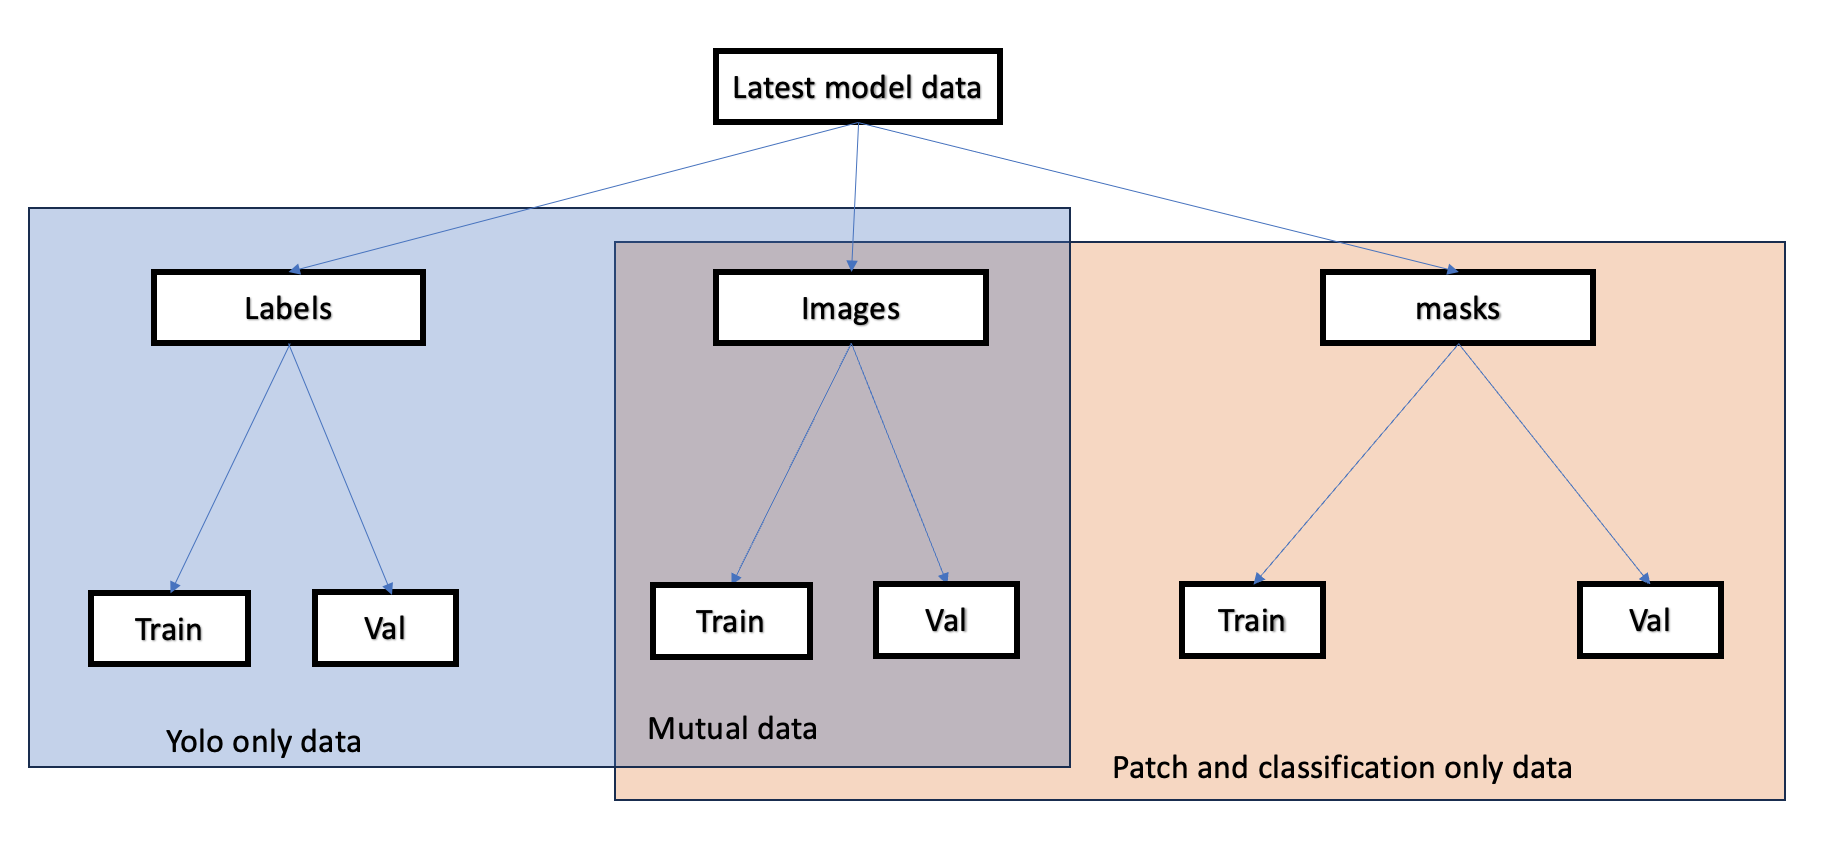 Latest model data
Labels
Images
masks
Train
Val
Train
Val
Train
Val
Yolo only data
Mutual data
Patch and classification only data